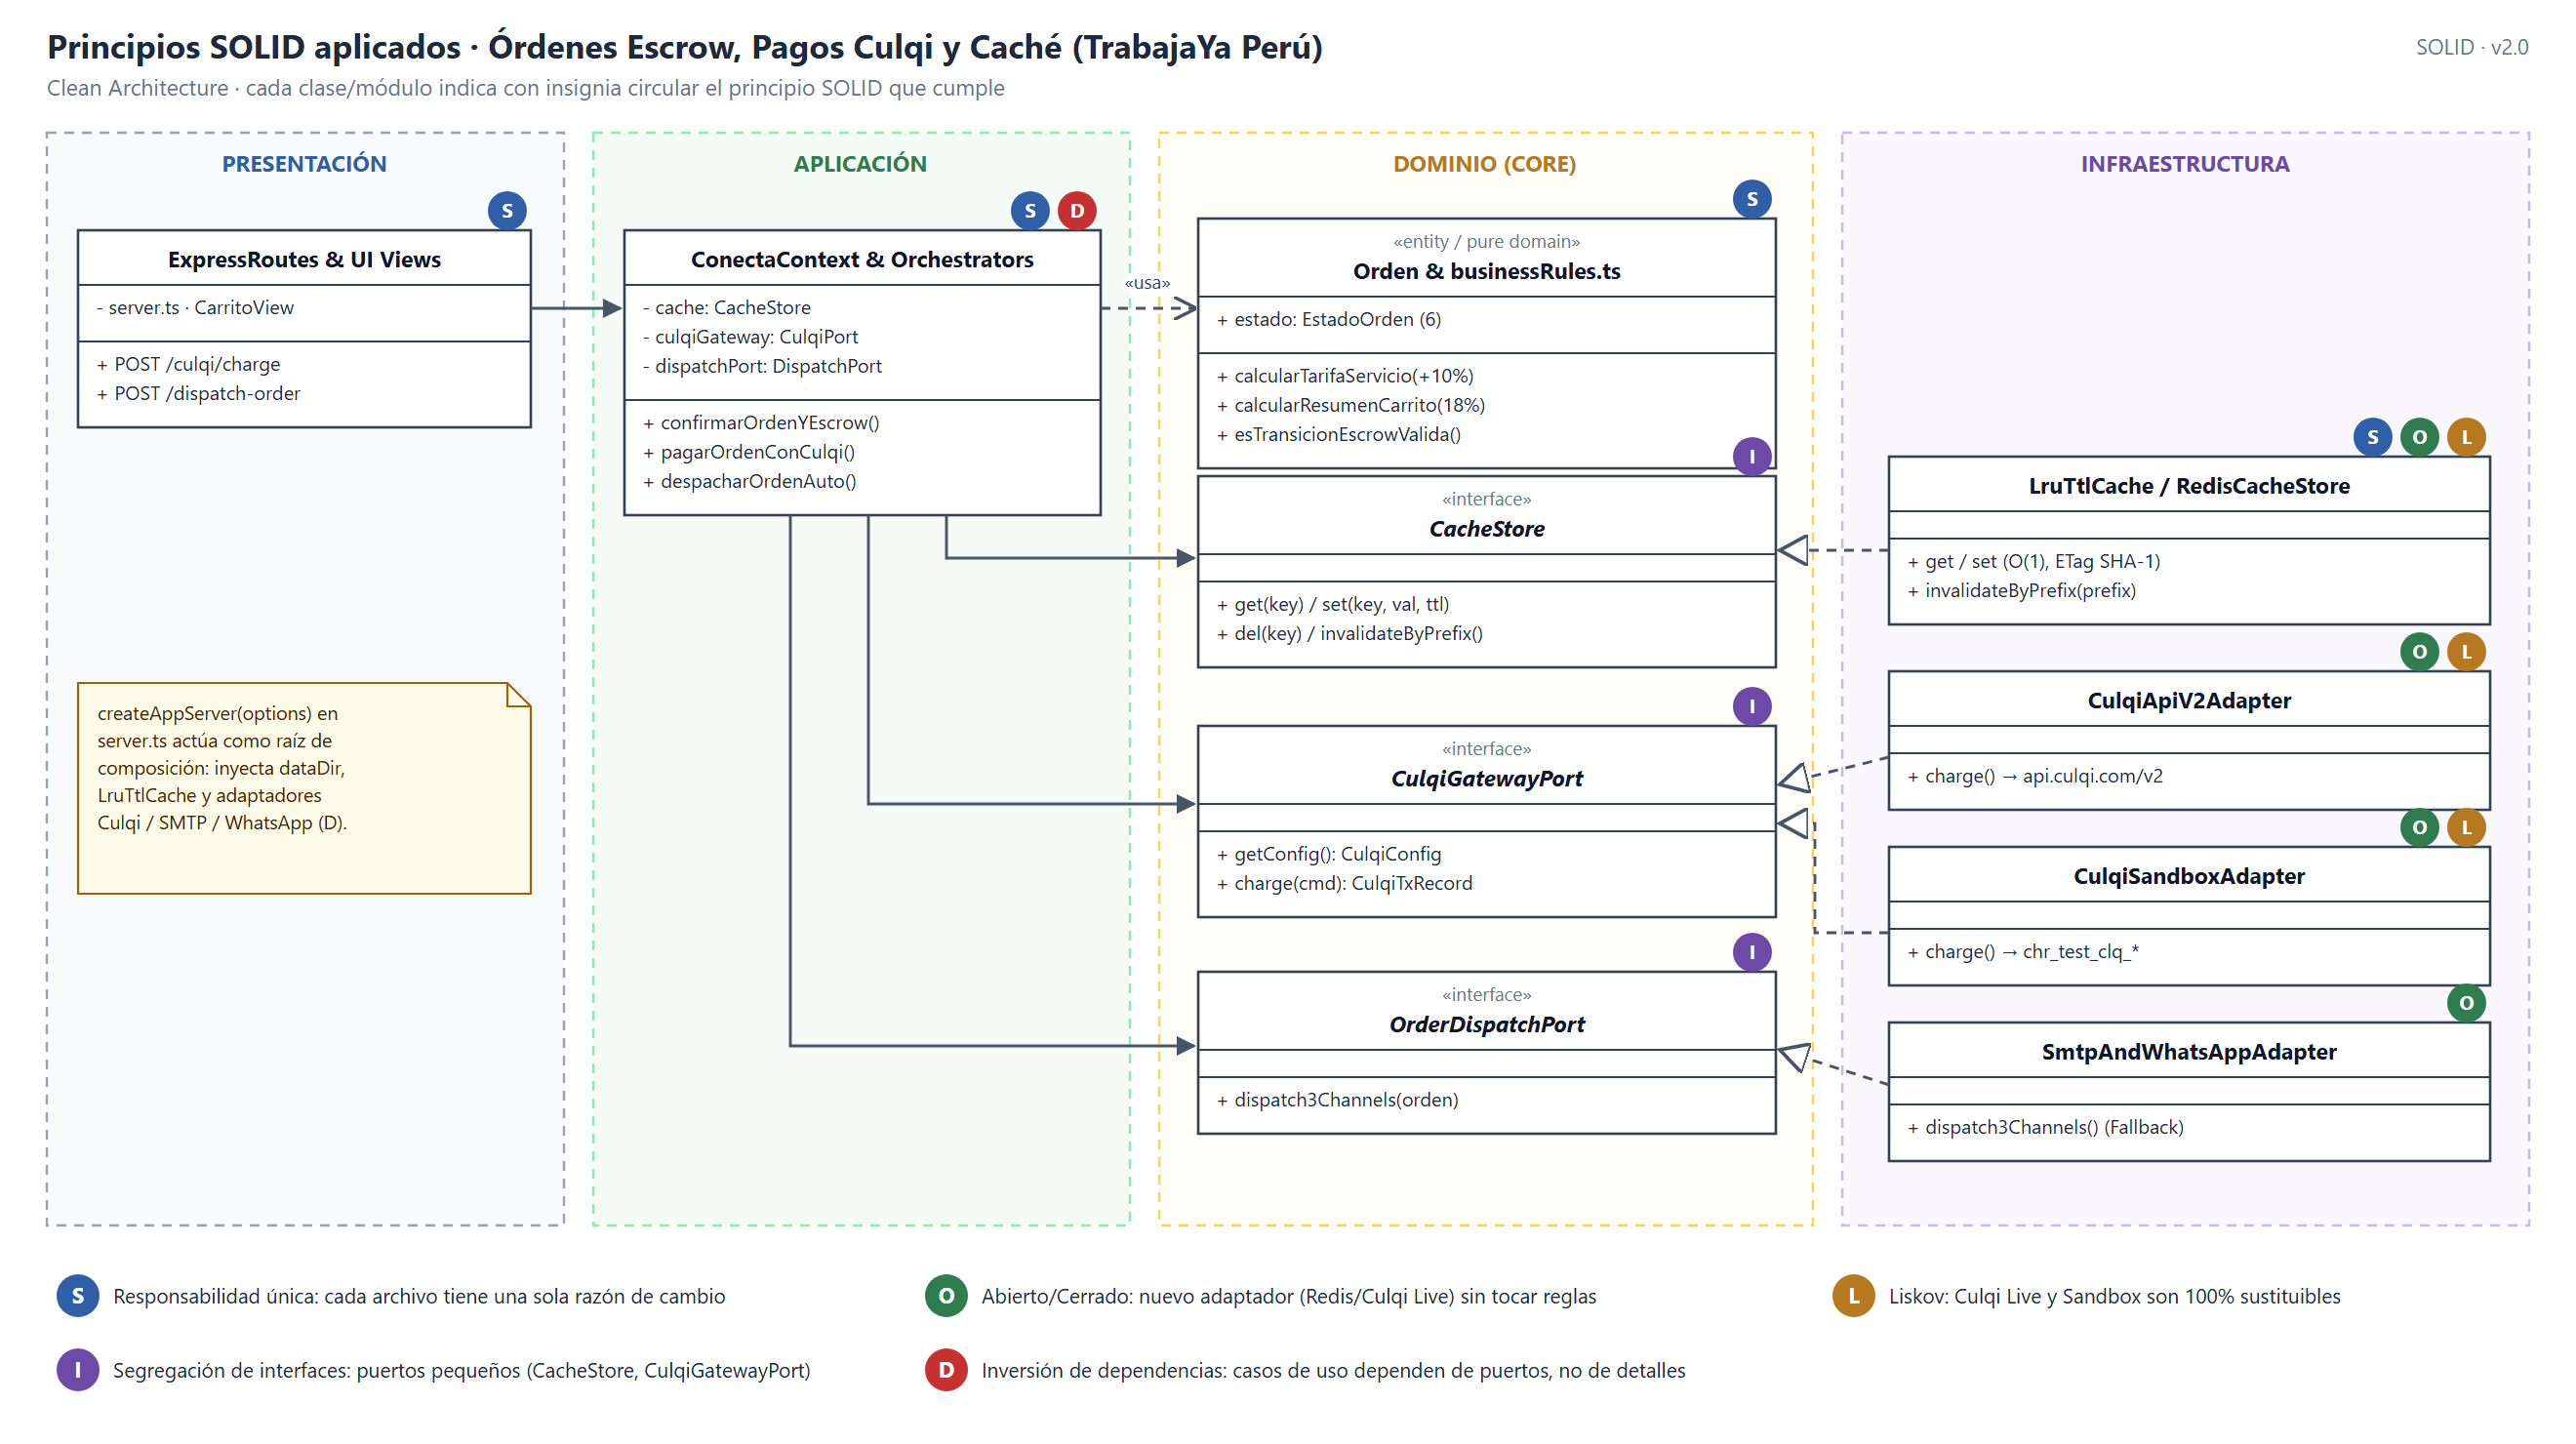 Principios SOLID aplicados · Órdenes Escrow, Pagos Culqi y Caché (TrabajaYa Perú)
SOLID · v2.0
Clean Architecture · cada clase/módulo indica con insignia circular el principio SOLID que cumple
PRESENTACIÓN
S
ExpressRoutes & UI Views
- server.ts · CarritoView
+ POST /culqi/charge
+ POST /dispatch-order
createAppServer(options) en
server.ts actúa como raíz de
composición: inyecta dataDir,
LruTtlCache y adaptadores
Culqi / SMTP / WhatsApp (D).
APLICACIÓN
S D
ConectaContext & Orchestrators
- cache: CacheStore
- culqiGateway: CulqiPort
- dispatchPort: DispatchPort
+ confirmarOrdenYEscrow()
+ pagarOrdenConCulqi()
+ despacharOrdenAuto()
«usa»
DOMINIO (CORE)
S
«entity / pure domain»
Orden & businessRules.ts
+ estado: EstadoOrden (6)
+ calcularTarifaServicio(+10%)
+ calcularResumenCarrito(18%)
+ esTransicionEscrowValida()
I
«interface»
CacheStore
+ get(key) / set(key, val, ttl)
+ del(key) / invalidateByPrefix()
I
«interface»
CulqiGatewayPort
+ getConfig(): CulqiConfig
+ charge(cmd): CulqiTxRecord
I
«interface»
OrderDispatchPort
+ dispatch3Channels(orden)
INFRAESTRUCTURA
S O L
LruTtlCache / RedisCacheStore
+ get / set (O(1), ETag SHA-1)
+ invalidateByPrefix(prefix)
O L
CulqiApiV2Adapter
+ charge() → api.culqi.com/v2
O L
CulqiSandboxAdapter
+ charge() → chr_test_clq_*
O
SmtpAndWhatsAppAdapter
+ dispatch3Channels() (Fallback)
S Responsabilidad única: cada archivo tiene una sola razón de cambio
O Abierto/Cerrado: nuevo adaptador (Redis/Culqi Live) sin tocar reglas
L Liskov: Culqi Live y Sandbox son 100% sustituibles
I Segregación de interfaces: puertos pequeños (CacheStore, CulqiGatewayPort)
D Inversión de dependencias: casos de uso dependen de puertos, no de detalles